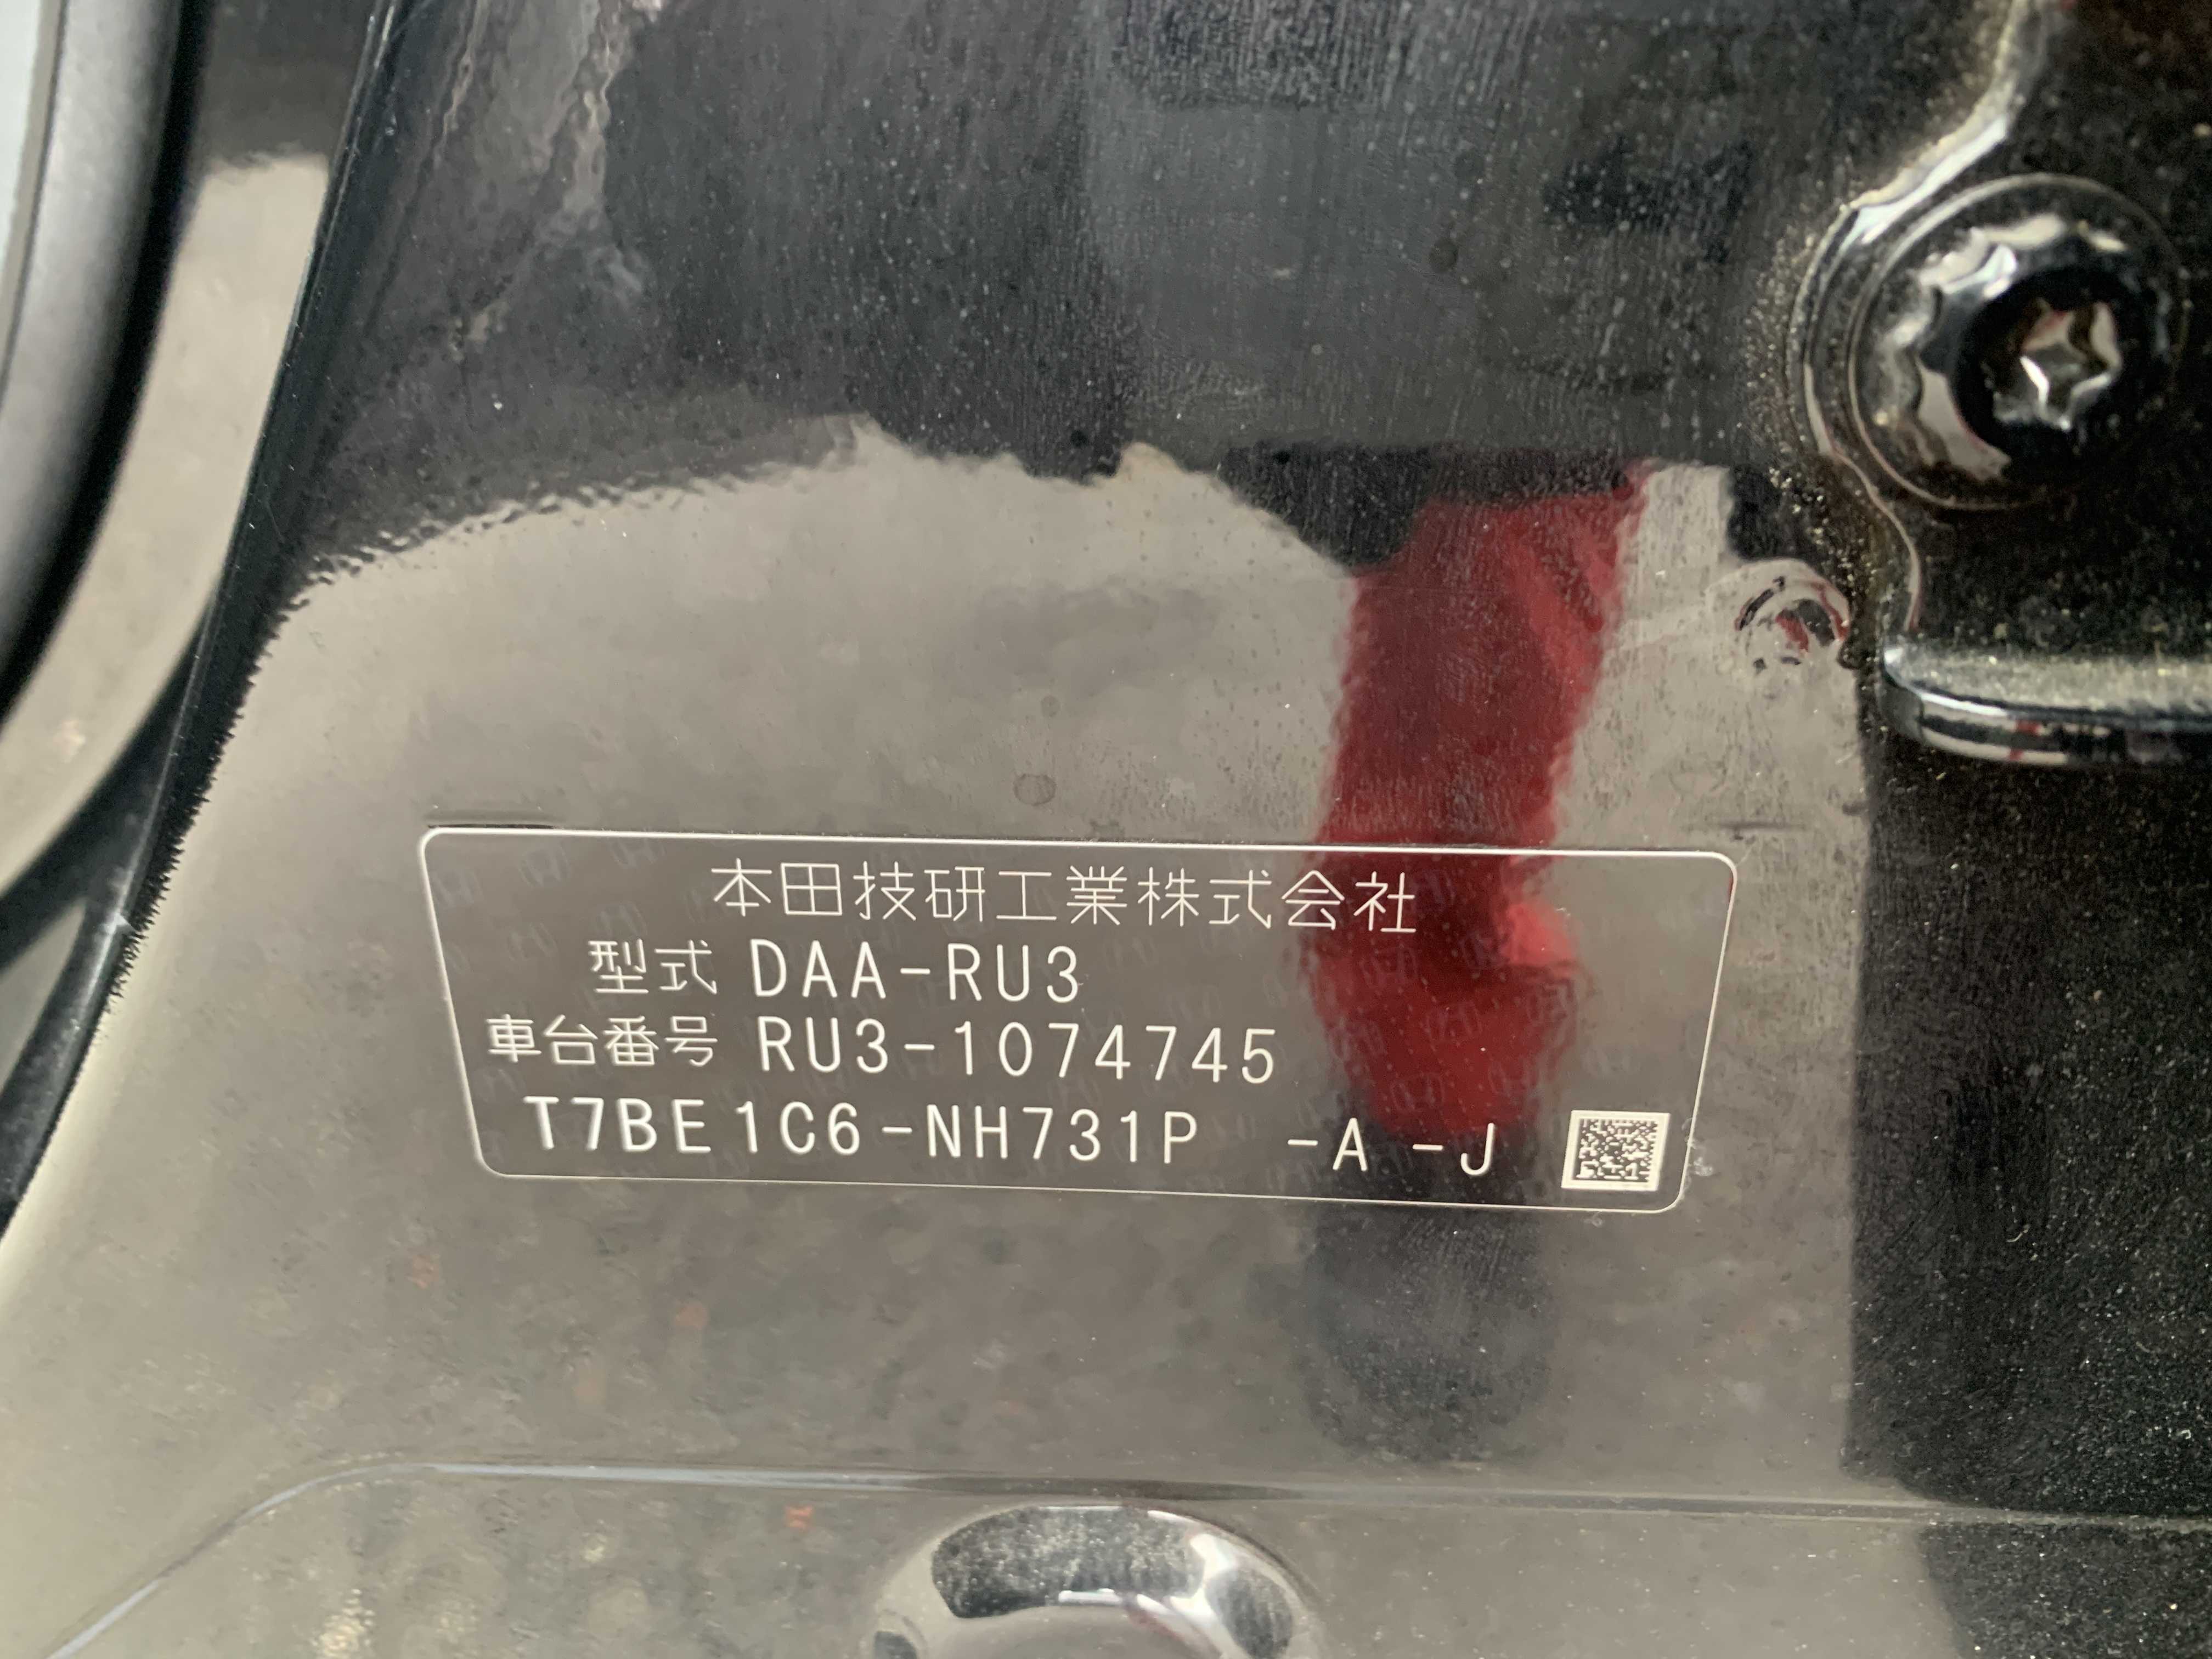 本田技研工業株式会社
型式 DAA-RU3
車台番号 RU3-1074745
T7BE1C6-NH731P -A -J